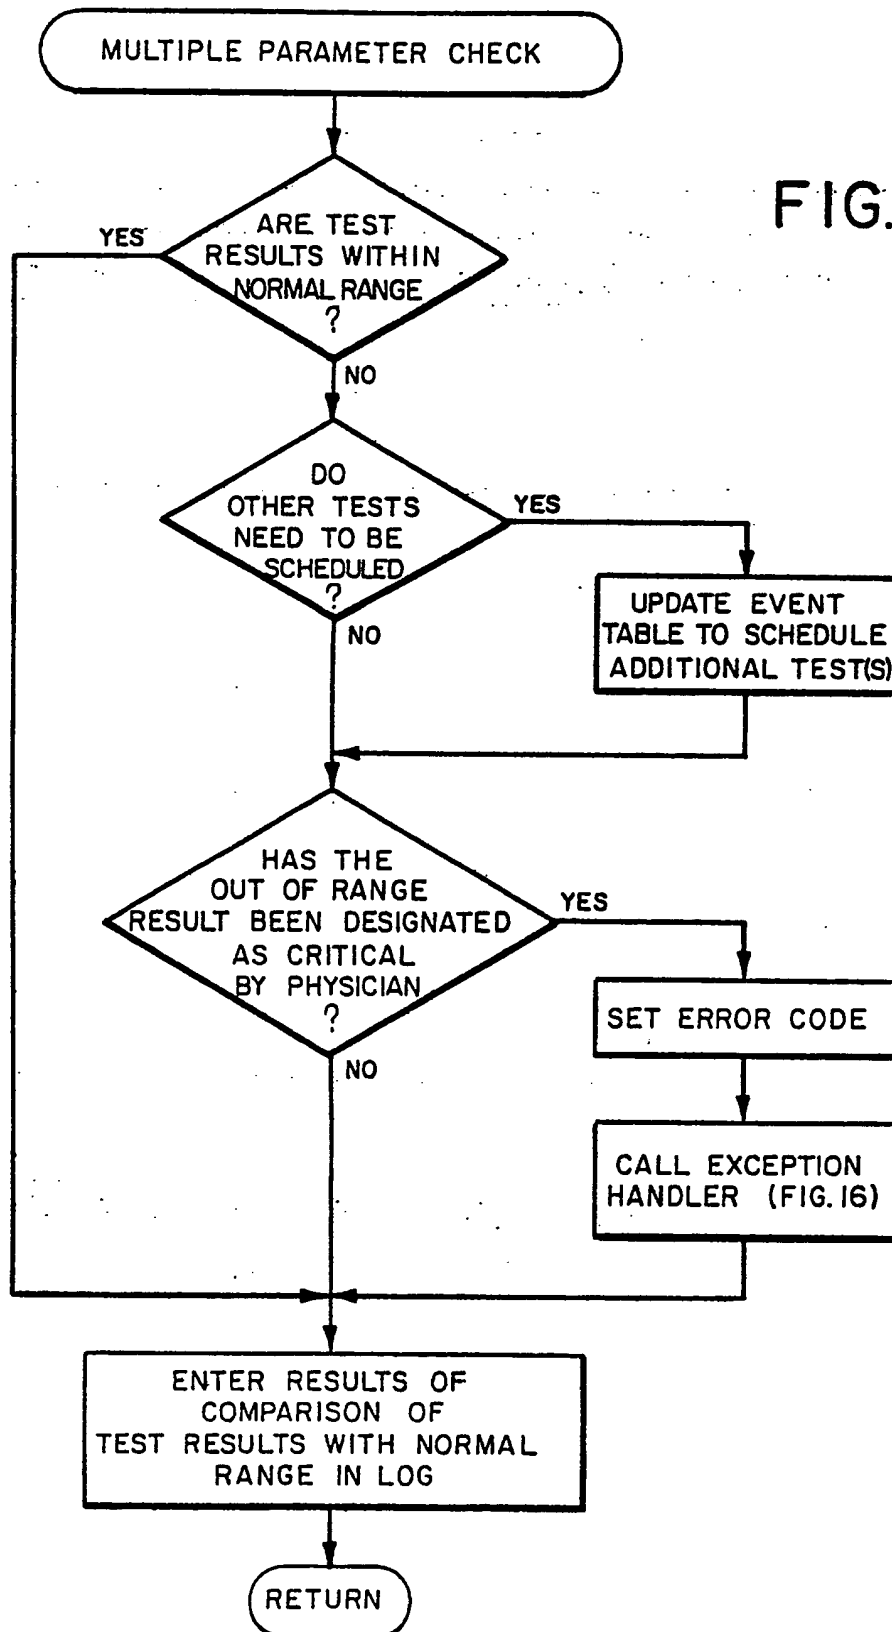 MULTIPLE PARAMETER CHECK
FIG.
ARE TEST
RESULTS WITHIN
NORMAL RANGE
?
YES
NO
DO
OTHER TESTS
NEED TO BE
SCHEDULED
?
YES
NO
UPDATE EVENT
TABLE TO SCHEDULE
ADDITIONAL TEST(S)
HAS THE
OUT OF RANGE
RESULT BEEN DESIGNATED
AS CRITICAL
BY PHYSICIAN
?
YES
NO
SET ERROR CODE
CALL EXCEPTION
HANDLER (FIG. 16)
ENTER RESULTS OF
COMPARISON OF
TEST RESULTS WITH NORMAL
RANGE IN LOG
RETURN